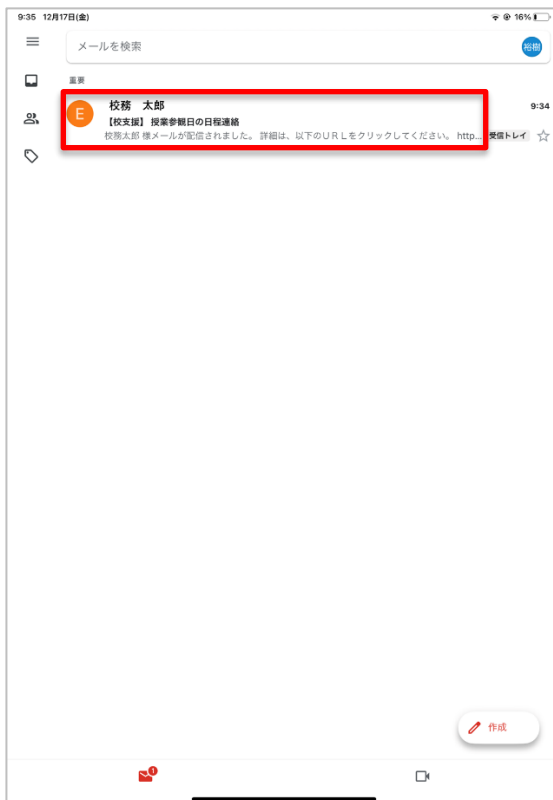 9:35 12月17日(金)
16%
メールを検索
裕樹
重要
E
校務 太郎
9:34
【校支援】 授業参観日の日程連絡
校務太郎 様メールが配信されました。 詳細は、以下のＵＲＬをクリックしてください。 http...
受信トレイ
作成
1